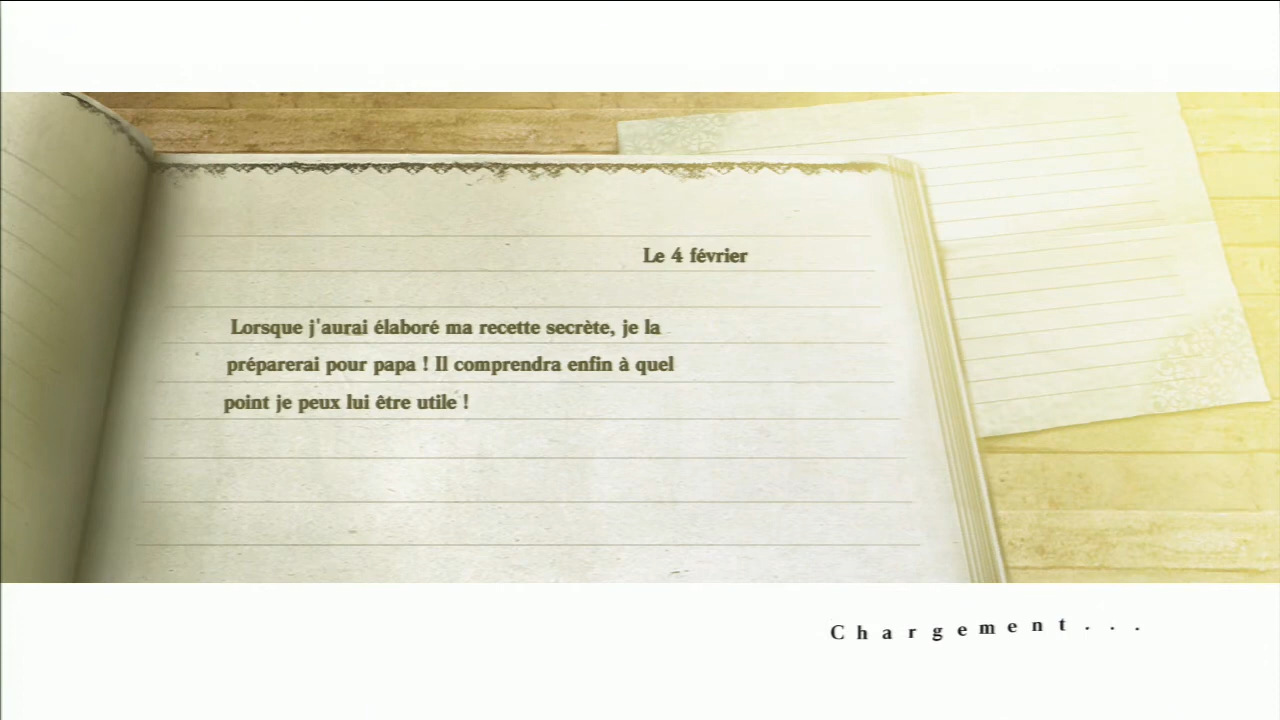 Le 4 février
Lorsque j'aurai élaboré ma recette secrète, je la
préparerai pour papa ! Il comprendra enfin à quel
point je peux lui être utile !
Chargement...